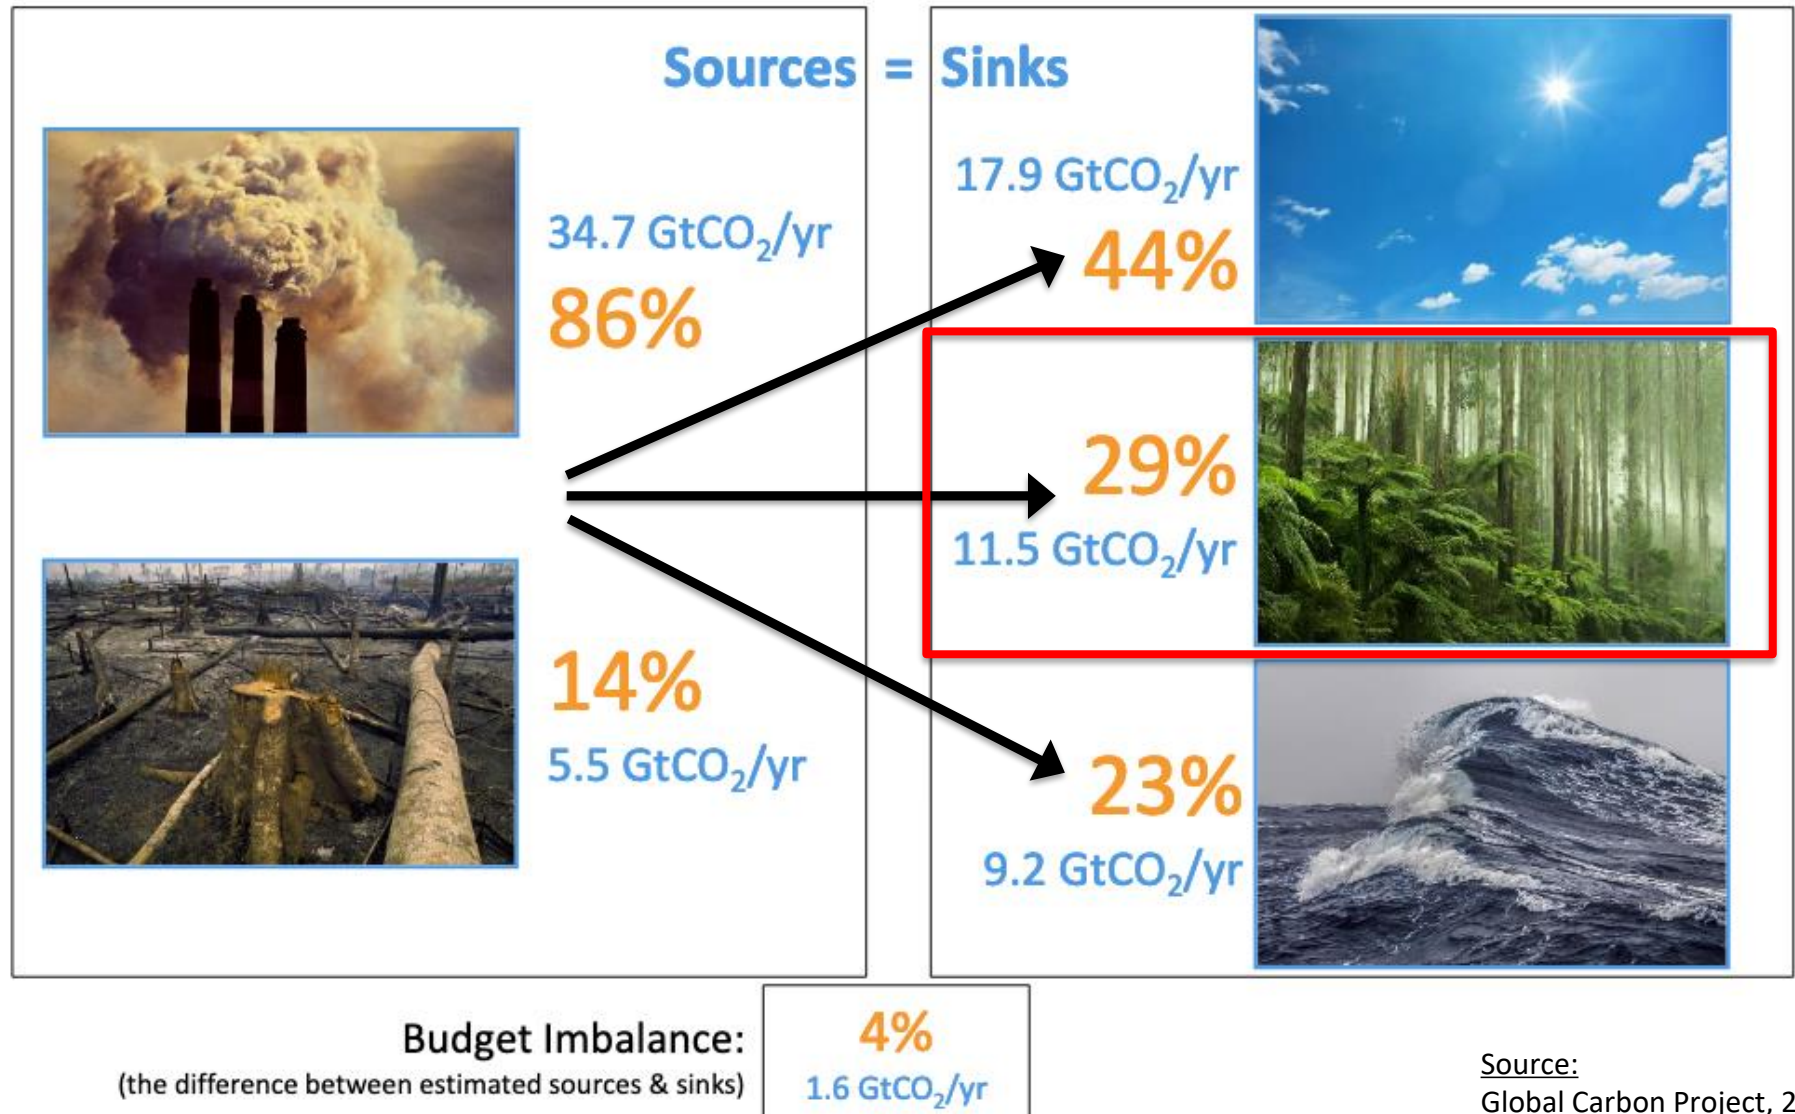 Sources = Sinks
34.7 GtCO₂/yr
86%
14%
5.5 GtCO₂/yr
17.9 GtCO₂/yr
44%
29%
11.5 GtCO₂/yr
23%
9.2 GtCO₂/yr
Budget Imbalance:
(the difference between estimated sources & sinks)
4%
1.6 GtCO₂/yr
Source:
Global Carbon Project, 2